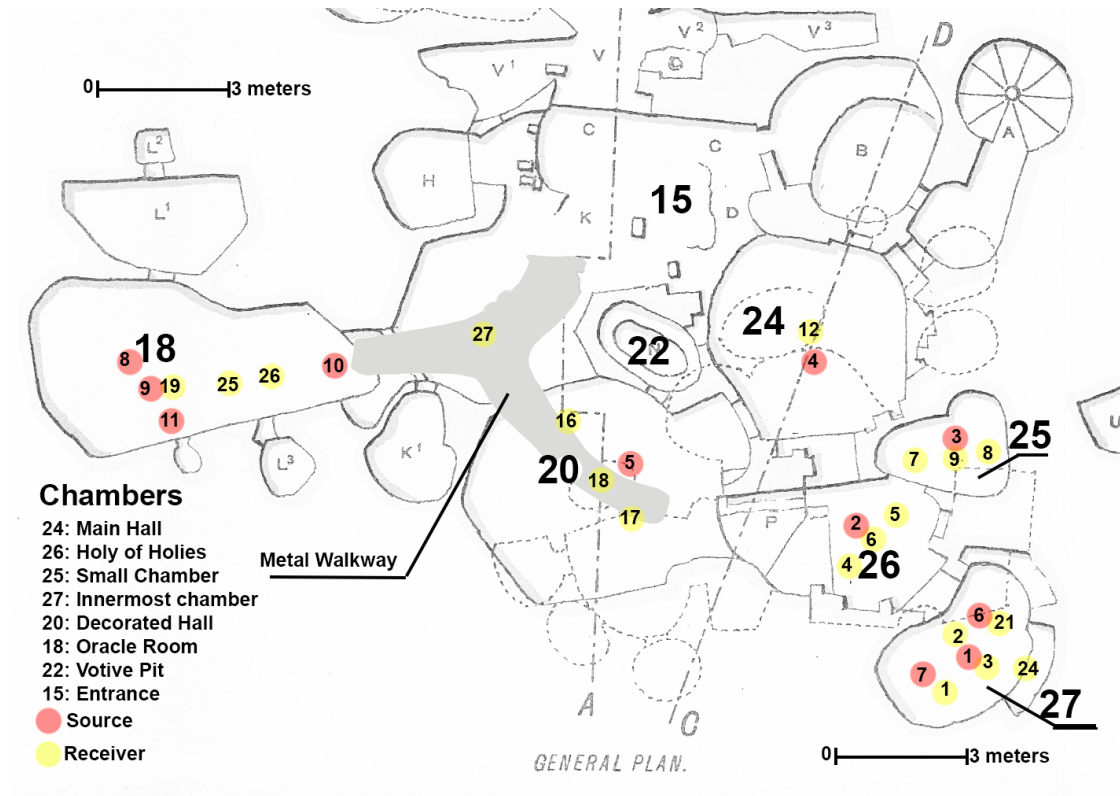 V²
V³
D
V
V¹
G
0 3 meters
A
L²
C
C
B
H
L¹
K
15
D
24
12
4
22
27
18
8
9
19
25
26
10
11
16
20
5
18
17
L³
K¹
3
25
7
9
8
P
2
5
6
4
26
U
Chambers
24: Main Hall
26: Holy of Holies
25: Small Chamber
27: Innermost chamber
20: Decorated Hall
18: Oracle Room
22: Votive Pit
15: Entrance
Source
Receiver
Metal Walkway
6
21
2
1
3
24
7
1
27
A
C
GENERAL PLAN.
0 3 meters